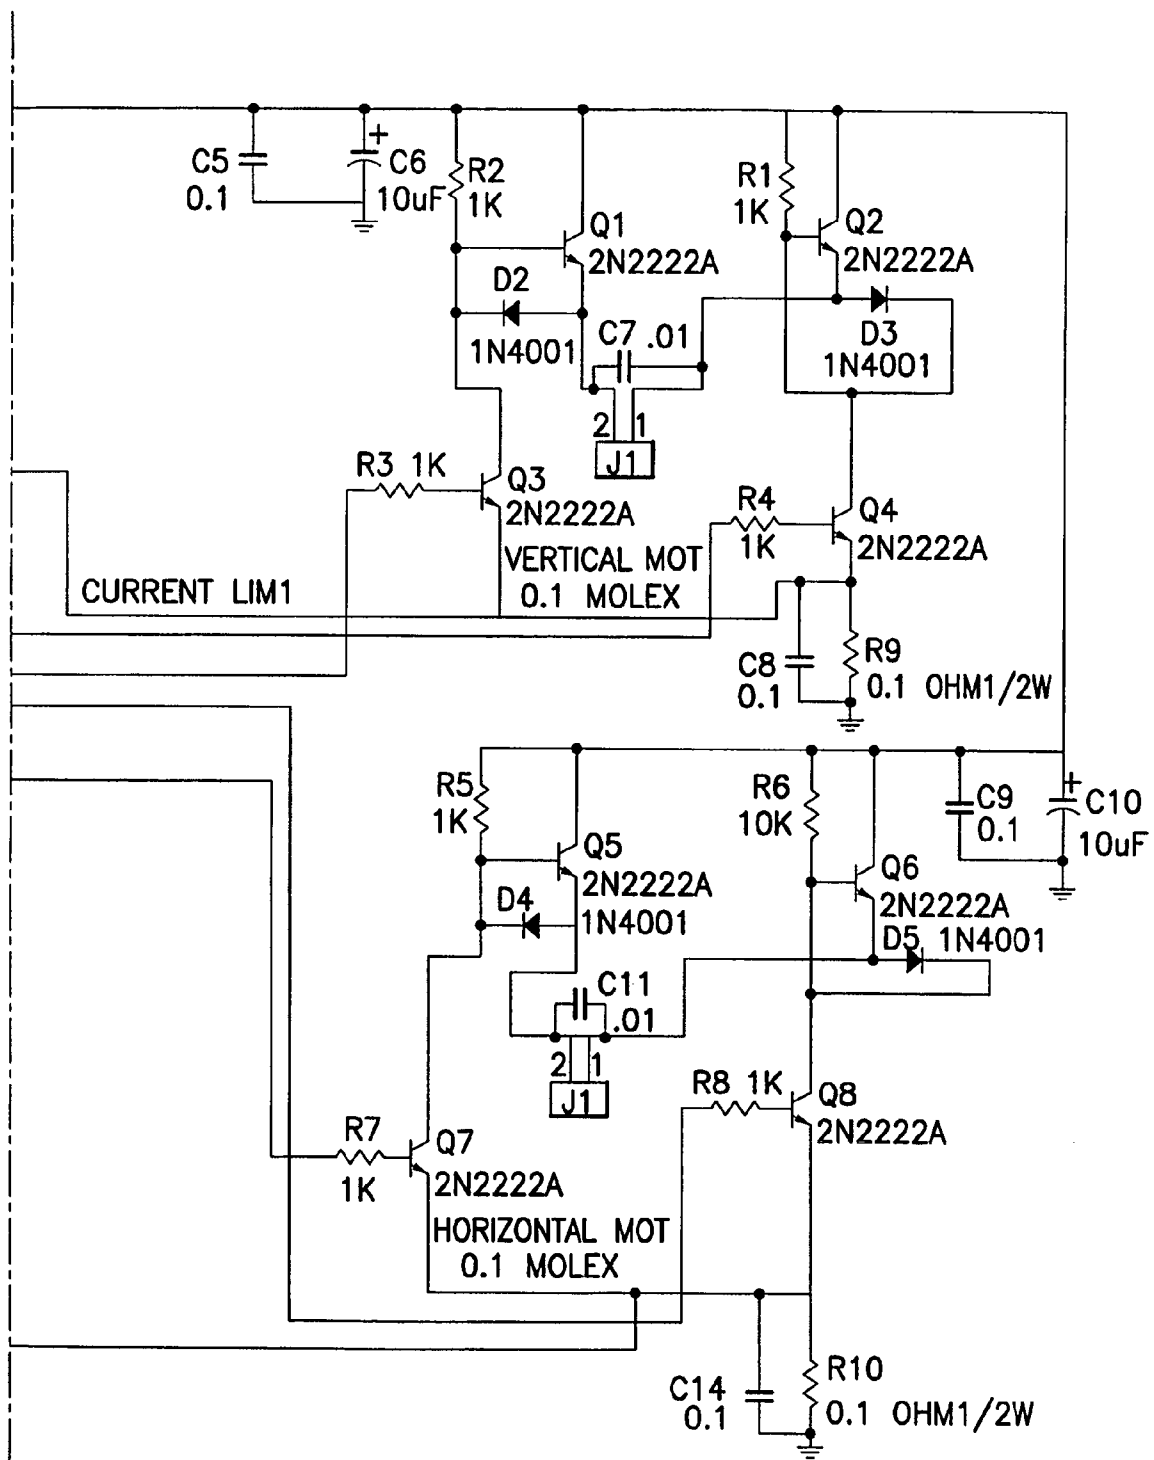 +
C5
0.1
C6
10uF
R2
1K
Q1
2N2222A
R1
1K
Q2
2N2222A
D2
1N4001
C7 .01
D3
1N4001
2 1
J1
R3 1K
Q3
2N2222A
R4
1K
Q4
2N2222A
VERTICAL MOT
0.1 MOLEX
CURRENT LIM1
C8
0.1
R9
0.1 OHM1/2W
R5
1K
Q5
2N2222A
D4
1N4001
R6
10K
Q6
2N2222A
D5 1N4001
C9
0.1
+
C10
10uF
C11
.01
2 1
J1
R8 1K
Q8
2N2222A
R7
1K
Q7
2N2222A
HORIZONTAL MOT
0.1 MOLEX
C14
0.1
R10
0.1 OHM1/2W